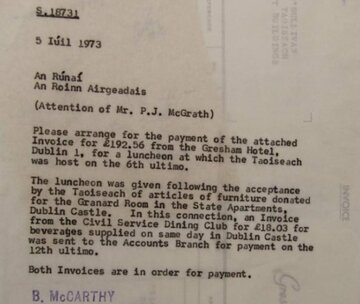 S.18731
5 Iúil 1973
An Rúnaí
An Roinn Airgeadais
(Attention of Mr. P.J. McGrath)
Please arrange for the payment of the attached
Invoice for £192.56 from the Gresham Hotel,
Dublin 1, for a luncheon at which the Taoiseach
was host on the 6th ultimo.
The luncheon was given following the acceptance
by the Taoiseach of articles of furniture donated
for the Granard Room in the State Apartments,
Dublin Castle. In this connection, an Invoice
from the Civil Service Dining Club for £18.03 for
beverages supplied on same day in Dublin Castle
was sent to the Accounts Branch for payment on the
12th ultimo.
Both Invoices are in order for payment.
B. McCARTHY